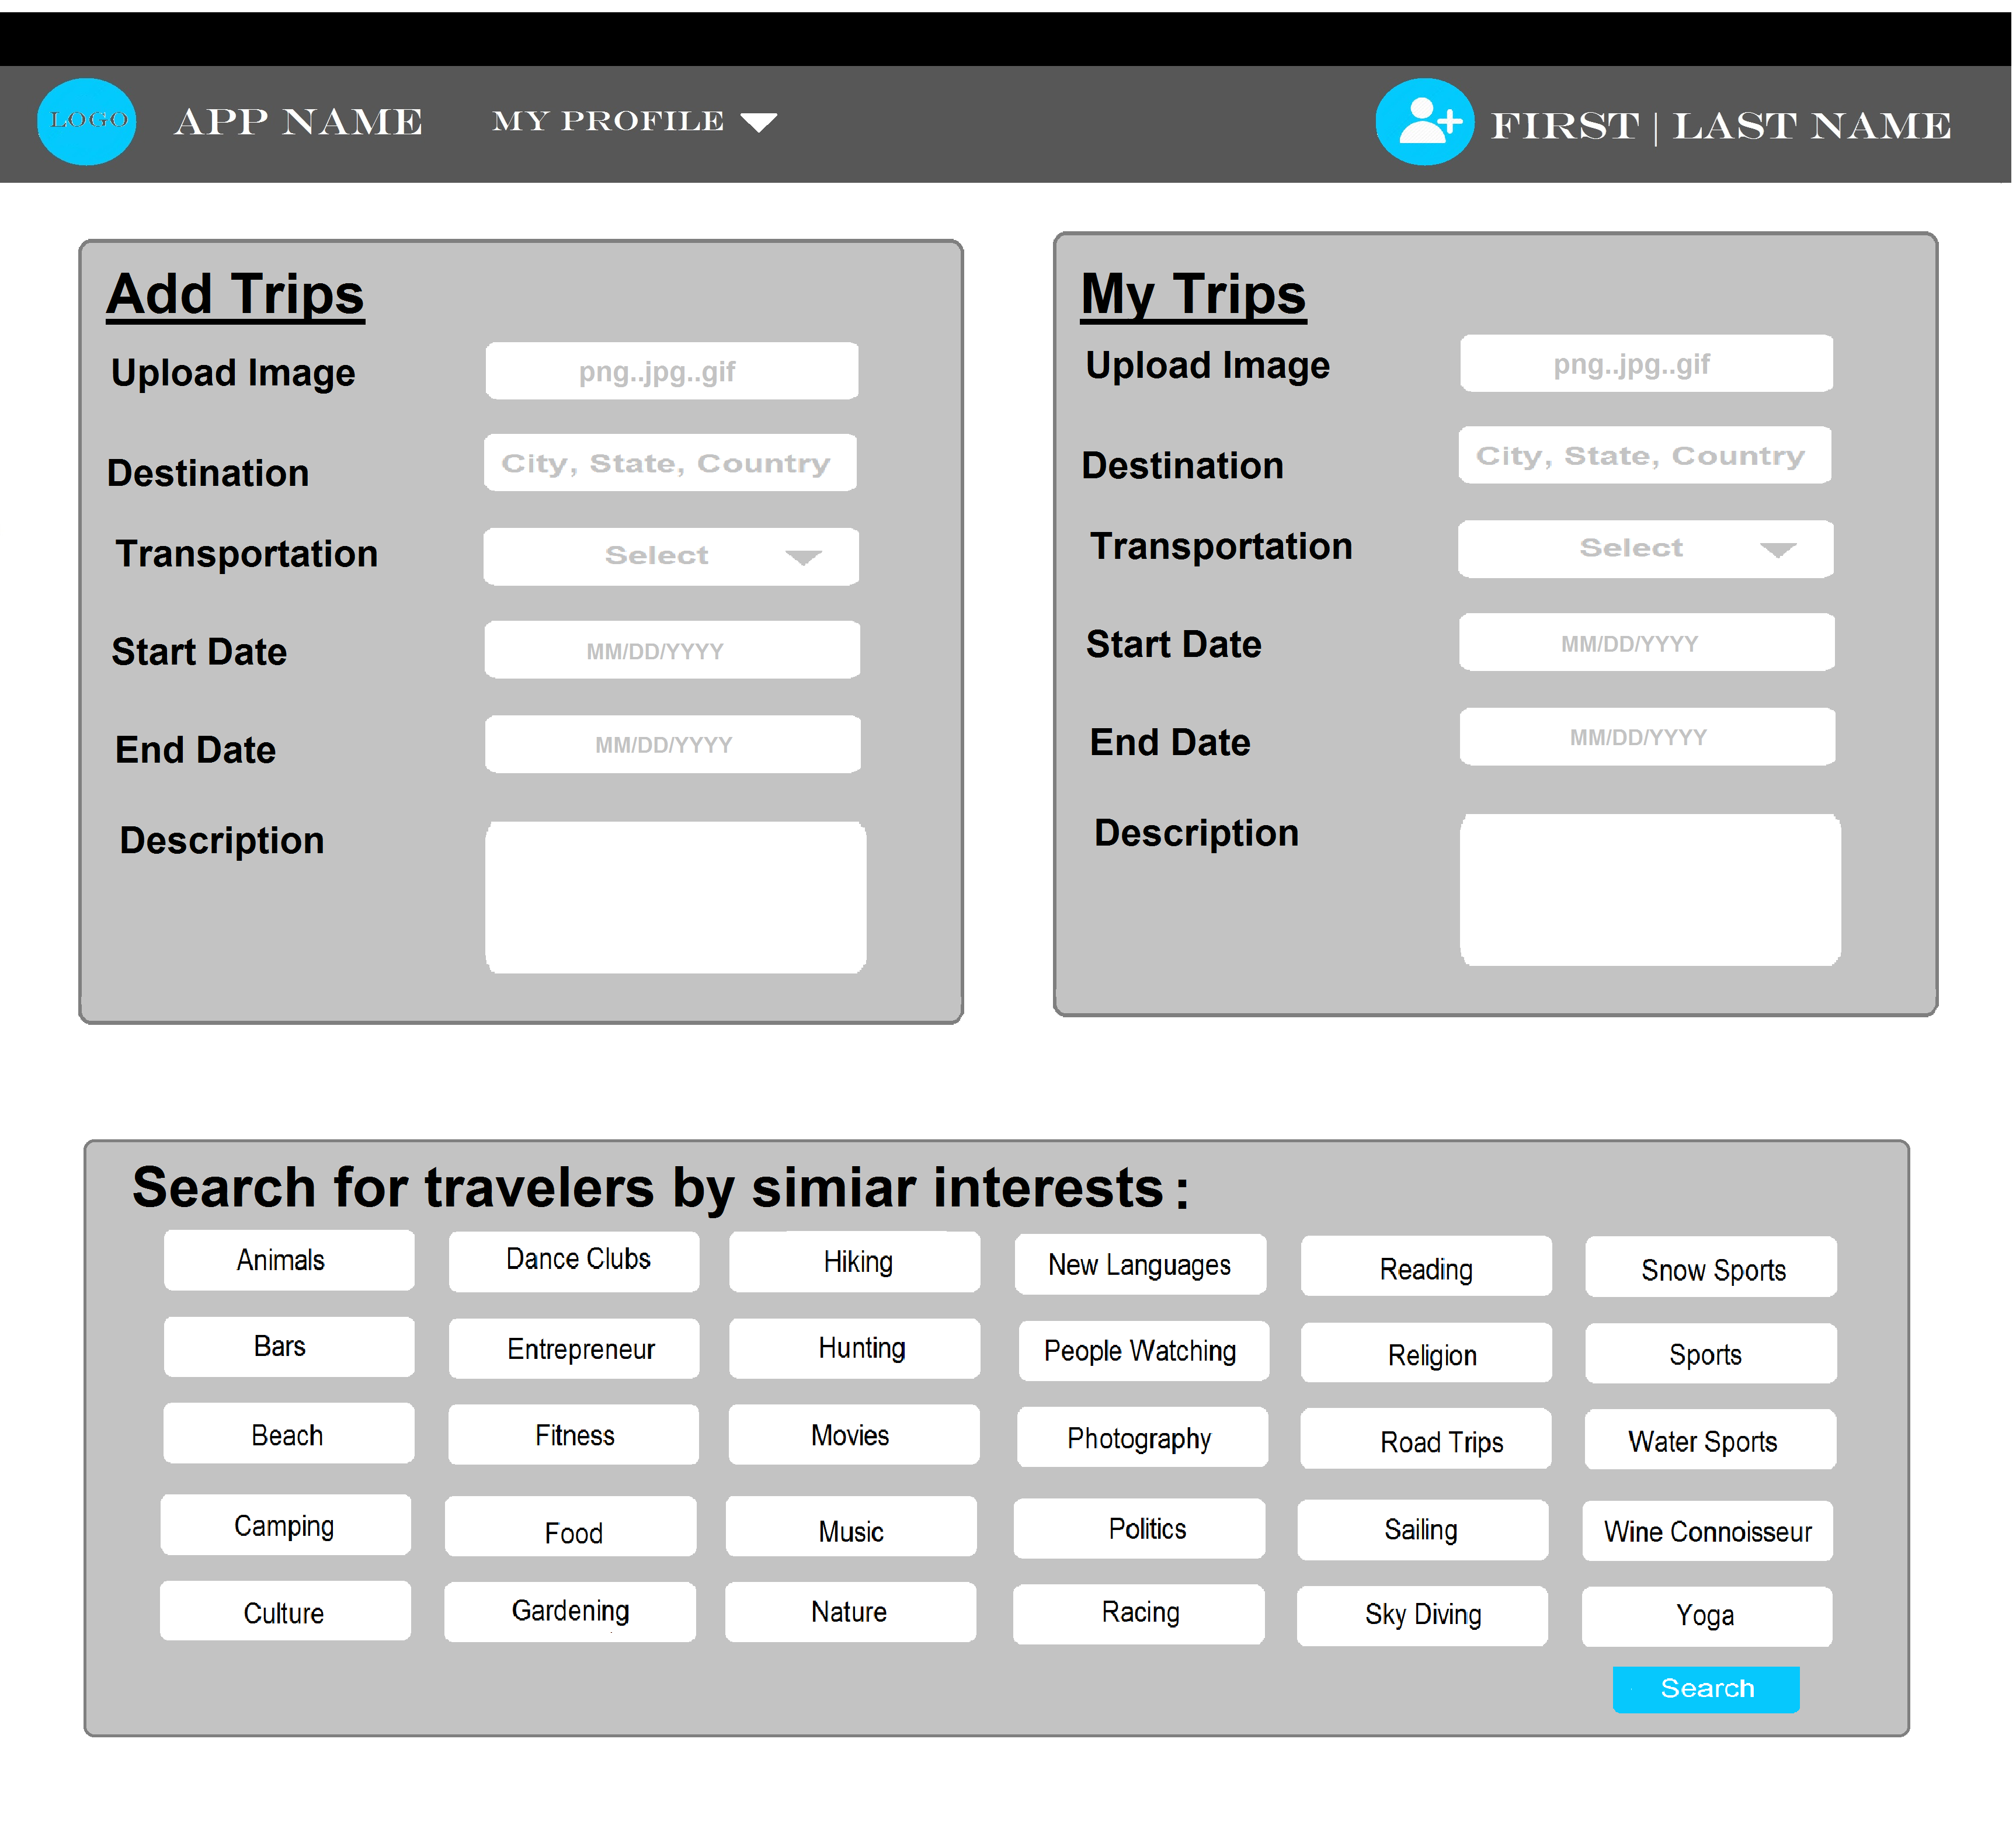 LOGO APP NAME MY PROFILE FIRST | LAST NAME
Add Trips
Upload Image png..jpg..gif
Destination City, State, Country
Transportation Select
Start Date MM/DD/YYYY
End Date MM/DD/YYYY
Description
My Trips
Upload Image png..jpg..gif
Destination City, State, Country
Transportation Select
Start Date MM/DD/YYYY
End Date MM/DD/YYYY
Description
Search for travelers by simiar interests :
Animals Dance Clubs Hiking New Languages Reading Snow Sports
Bars Entrepreneur Hunting People Watching Religion Sports
Beach Fitness Movies Photography Road Trips Water Sports
Camping Food Music Politics Sailing Wine Connoisseur
Culture Gardening Nature Racing Sky Diving Yoga
Search